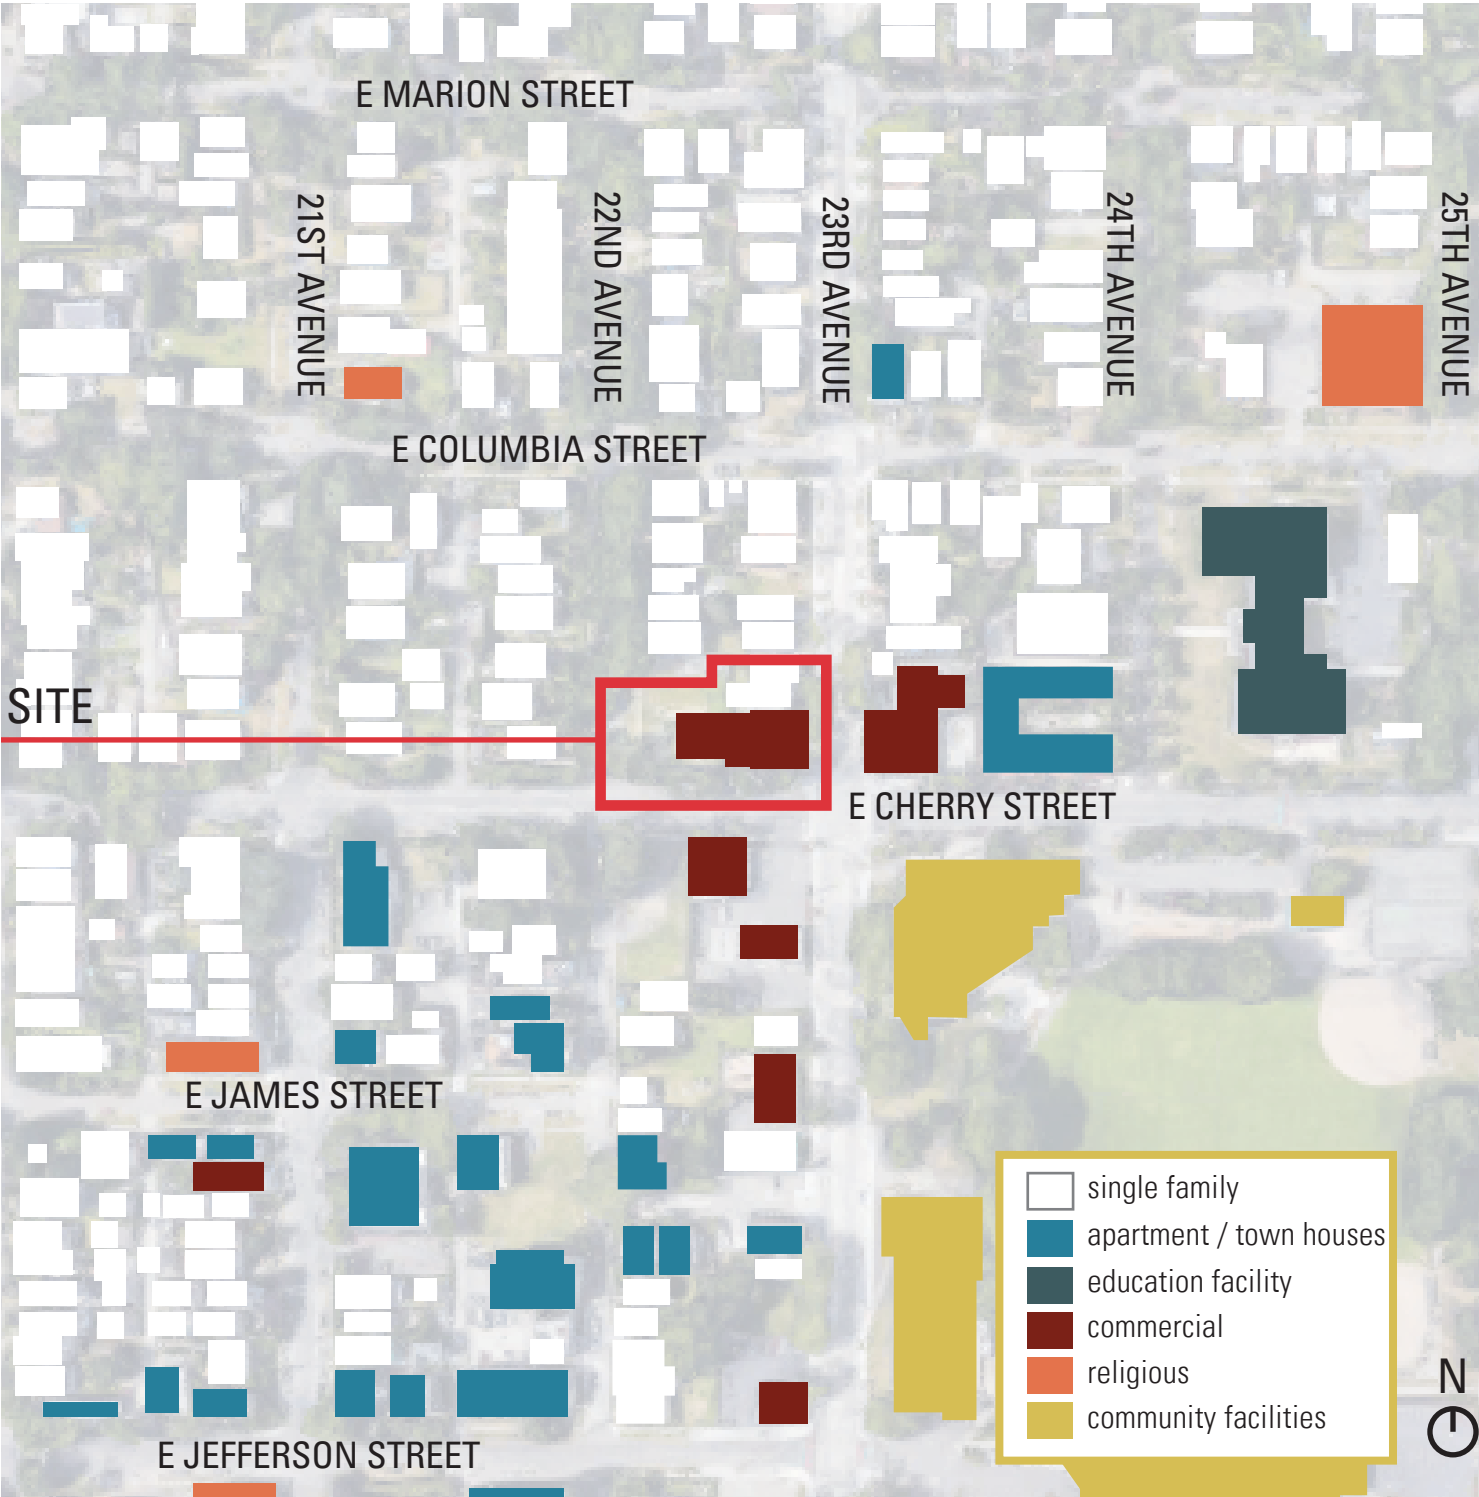 E MARION STREET
21ST AVENUE
22ND AVENUE
23RD AVENUE
24TH AVENUE
25TH AVENUE
E COLUMBIA STREET
SITE
E CHERRY STREET
E JAMES STREET
single family
apartment / town houses
education facility
commercial
religious
community facilities
N
E JEFFERSON STREET